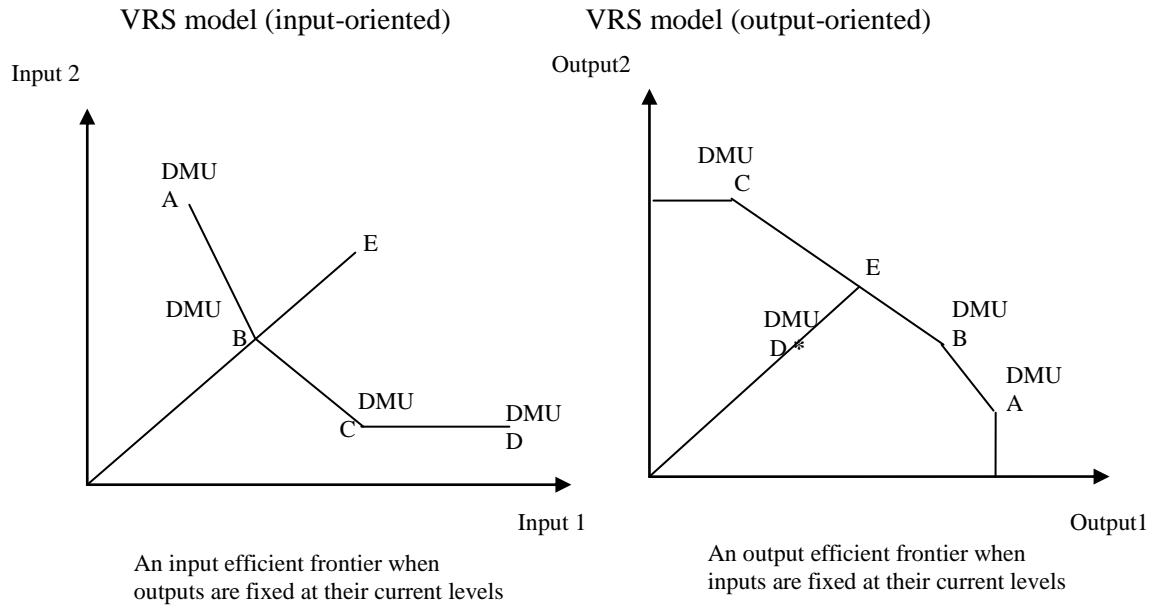 VRS model (input-oriented)
Input 2
DMU
A
E
DMU
B
DMU
C
DMU
D
Input 1
An input efficient frontier when
outputs are fixed at their current levels
VRS model (output-oriented)
Output2
DMU
C
E
DMU
D *
DMU
B
DMU
A
Output1
An output efficient frontier when
inputs are fixed at their current levels